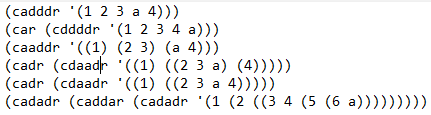 (cadddr '(1 2 3 a 4)))
(car (cddddr '(1 2 3 4 a)))
(caaddr '((1) (2 3) (a 4)))
(cadr (cdaadr '((1) ((2 3 a) (4)))))
(cadr (cdaadr '((1) ((2 3 a 4)))))
(cadadr (caddar (cadadr '(1 (2 ((3 4 (5 (6 a)))))))))